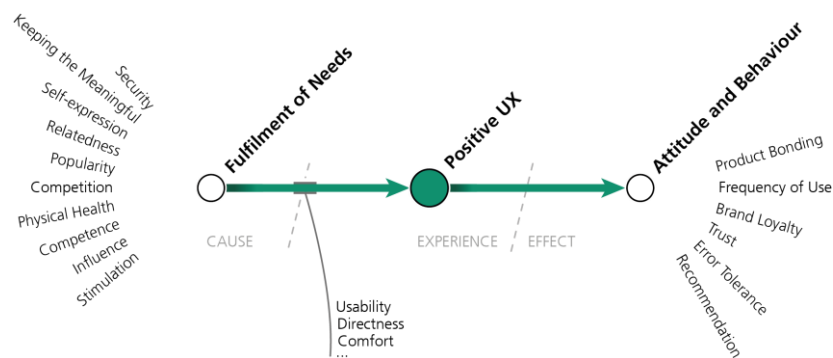 Security
Keeping the Meaningful
Self-expression
Relatedness
Popularity
Competition
Physical Health
Competence
Influence
Stimulation
Fulfilment of Needs
Positive UX
Attitude and Behaviour
CAUSE
EXPERIENCE
EFFECT
Usability
Directness
Comfort
...
Product Bonding
Frequency of Use
Brand Loyalty
Trust
Error Tolerance
Recommendation